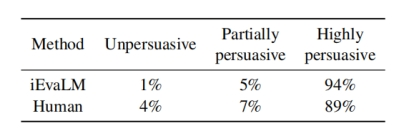 Method Unpersuasive Partially persuasive Highly persuasive
iEvaLM 1% 5% 94%
Human 4% 7% 89%